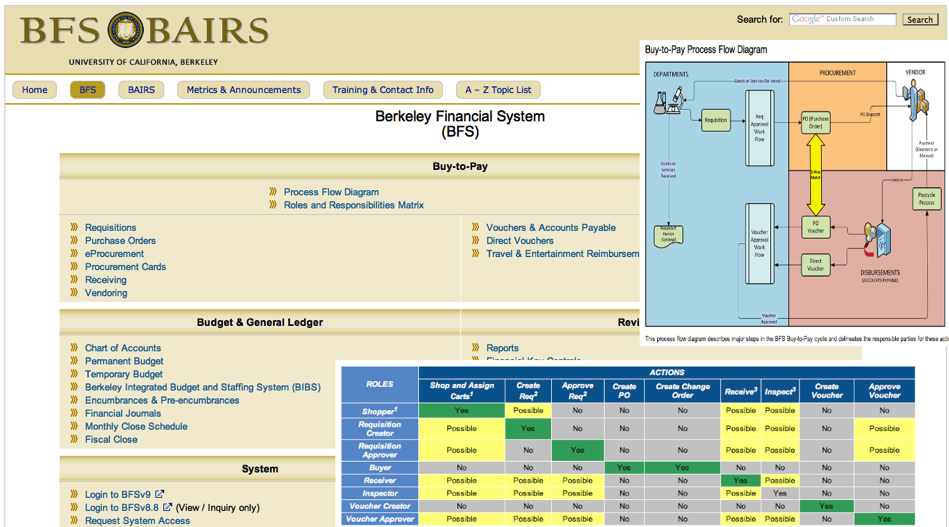 BFS BAIRS
UNIVERSITY OF CALIFORNIA, BERKELEY
Search for: Google™ Custom Search Search
Home BFS BAIRS Metrics & Announcements Training & Contact Info A – Z Topic List
Berkeley Financial System
(BFS)
Buy-to-Pay
Process Flow Diagram
Roles and Responsibilities Matrix
Requisitions
Purchase Orders
eProcurement
Procurement Cards
Receiving
Vendoring
Vouchers & Accounts Payable
Direct Vouchers
Travel & Entertainment Reimbursem
Budget & General Ledger
Chart of Accounts
Permanent Budget
Temporary Budget
Berkeley Integrated Budget and Staffing System (BIBS)
Encumbrances & Pre-encumbrances
Financial Journals
Monthly Close Schedule
Fiscal Close
Revi
Reports
Financial Key Controls
System
Login to BFSv9
Login to BFSv8.8 (View / Inquiry only)
Request System Access
Buy-to-Pay Process Flow Diagram
DEPARTMENTS
PROCUREMENT
VENDOR
Goods or Services Delivered
Requisition
Req
Approval
Work
Flow
PO (Purchase
Order)
PO Dispatch
Payment
(Electronic or
Manual)
Goods or
Services
Received
Paycycle
Process
PO
Voucher
Voucher
Approval
Work
Flow
Direct
Voucher
DISBURSEMENTS
(ACCOUNTS PAYABLE)
Voucher
Approved
This process flow diagram describes major steps in the BFS Buy-to-Pay cycle and delineates the responsible parties for these acti
ROLES ACTIONS
Shop and Assign Carts1 Create Req2 Approve Req2 Create PO Create Change Order Receive3 Inspect3 Create Voucher Approve Voucher
Shopper1 Yes Possible No No No Possible Possible No No
Requisition Creator Possible Yes No No No Possible Possible No Possible
Requisition Approver Possible No Yes No No Possible Possible No Possible
Buyer No No No Yes Yes No No No No
Receiver Possible Possible Possible No No Yes Possible No No
Inspector Possible Possible Possible No No Possible Yes No No
Voucher Creator No No No No No No No Yes No
Voucher Approver Possible Possible Possible No No Possible Possible No Yes